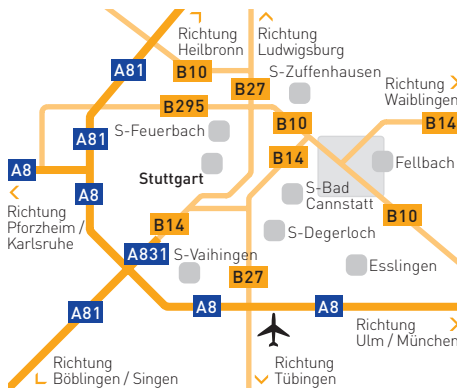 Richtung
Heilbronn
Richtung
Ludwigsburg
A81
B10
S-Zuffenhausen
B27
Richtung
Waiblingen
B295
B10
B14
A81
S-Feuerbach
B14
Fellbach
A8
Stuttgart
A8
S-Bad
Cannstatt
Richtung
Pforzheim /
Karlsruhe
B14
B10
S-Degerloch
A831
S-Vaihingen
B27
Esslingen
A81
A8
A8
Richtung
Ulm / München
Richtung
Böblingen / Singen
Richtung
Tübingen